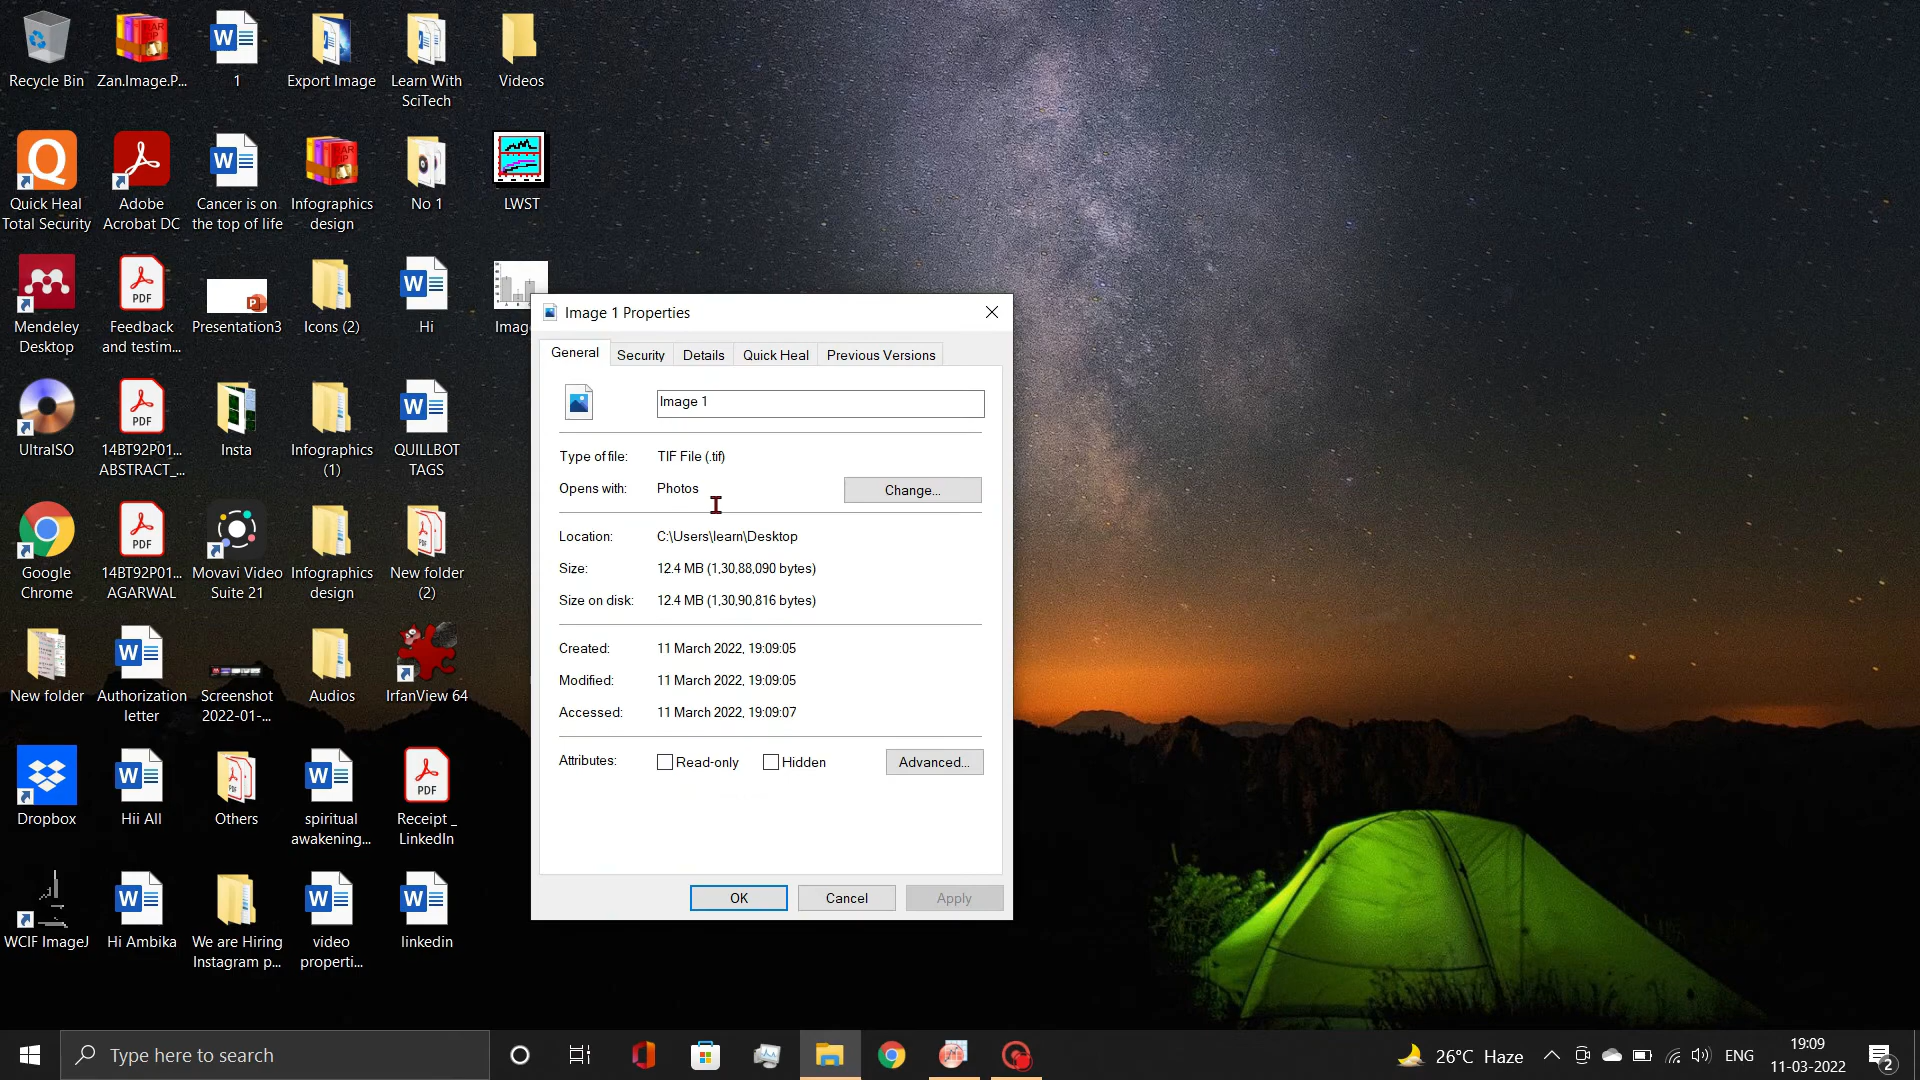 Recycle Bin
Zan.Image.P...
1
Export Image
Learn With
SciTech
Videos
Quick Heal
Total Security
Adobe
Acrobat DC
Cancer is on
the top of life
Infographics
design
No 1
LWST
Mendeley
Desktop
Feedback
and testim...
Presentation3
Icons (2)
Hi
Imag
UltraISO
14BT92P01...
ABSTRACT_...
Insta
Infographics
(1)
QUILLBOT
TAGS
Google
Chrome
14BT92P01...
AGARWAL
Movavi Video
Suite 21
Infographics
design
New folder
(2)
New folder
Authorization
letter
Screenshot
2022-01-...
Audios
IrfanView 64
Dropbox
Hii All
Others
spiritual
awakening...
Receipt _
LinkedIn
WCIF ImageJ
Hi Ambika
We are Hiring
Instagram p...
video
properti...
linkedin
Image 1 Properties
General
Security
Details
Quick Heal
Previous Versions
Image 1
Type of file: TIF File (.tif)
Opens with: Photos
Change...
Location: C:\Users\learn\Desktop
Size: 12.4 MB (1,30,88,090 bytes)
Size on disk: 12.4 MB (1,30,90,816 bytes)
Created: 11 March 2022, 19:09:05
Modified: 11 March 2022, 19:09:05
Accessed: 11 March 2022, 19:09:07
Attributes: Read-only Hidden Advanced...
OK Cancel Apply
Type here to search
26°C Haze
ENG
19:09
11-03-2022
2